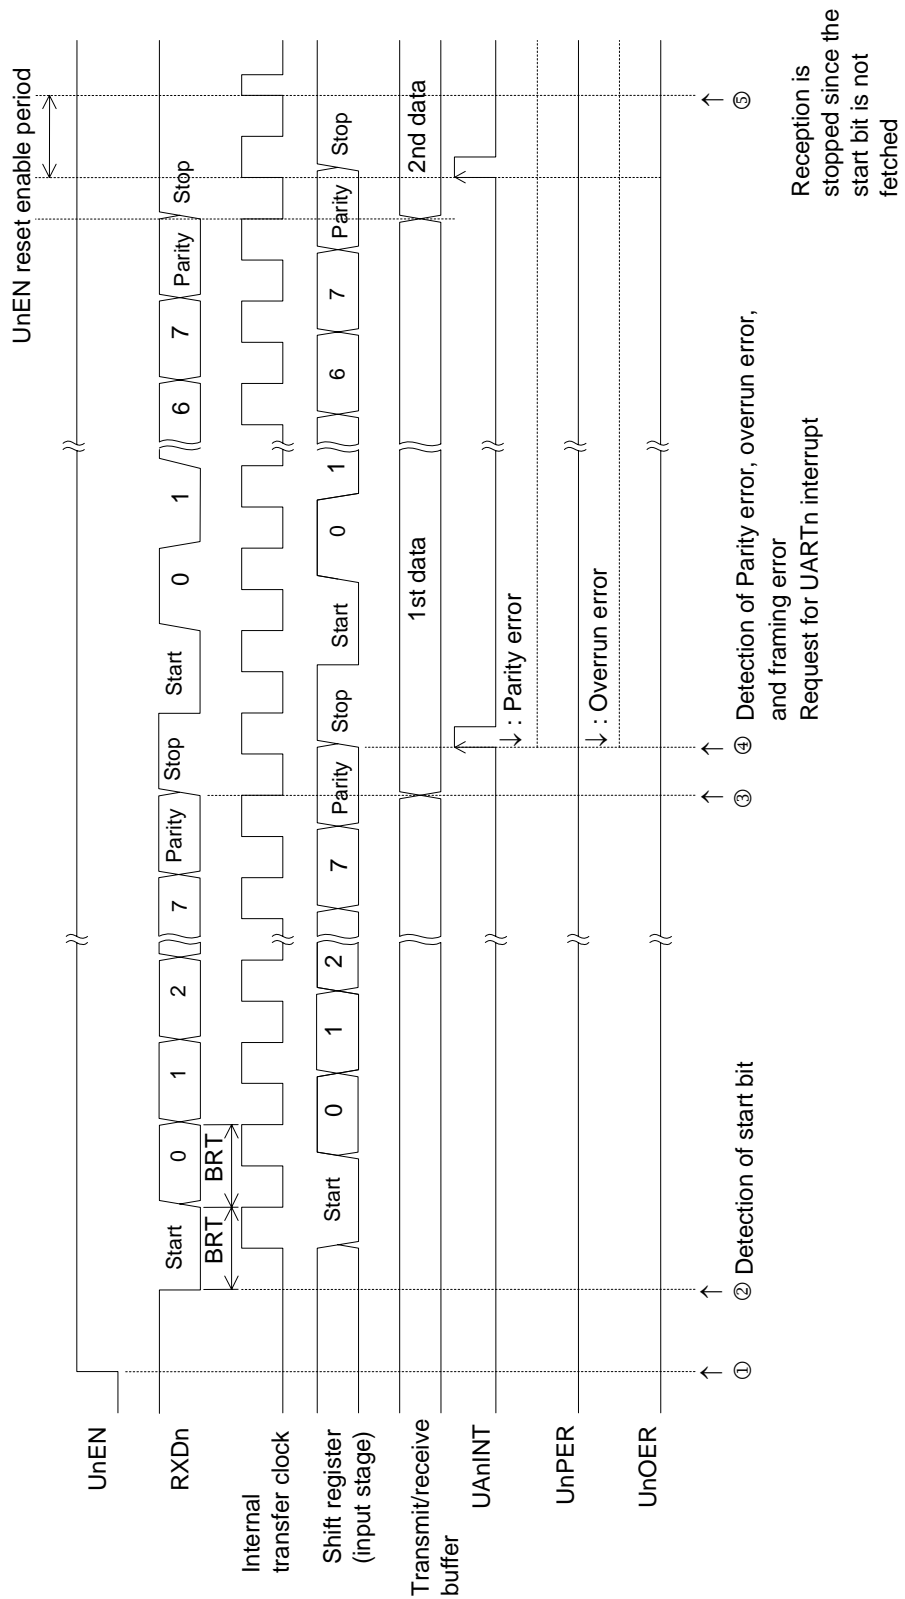 UnEN reset enable period
UnEN
RXDn
Start
0
1
2
7
Parity
Stop
Start
0
1
6
7
Parity
Stop
BRT
BRT
Internal
transfer clock
Shift register
(input stage)
Start
0
1
2
7
Parity
Stop
Start
0
1
6
7
Parity
Stop
Transmit/receive
buffer
1st data
2nd data
UAnINT
↓ : Parity error
UnPER
↓ : Overrun error
UnOER
①
② Detection of start bit
③
④ Detection of Parity error, overrun error,
and framing error
Request for UARTn interrupt
⑤
Reception is
stopped since the
start bit is not
fetched